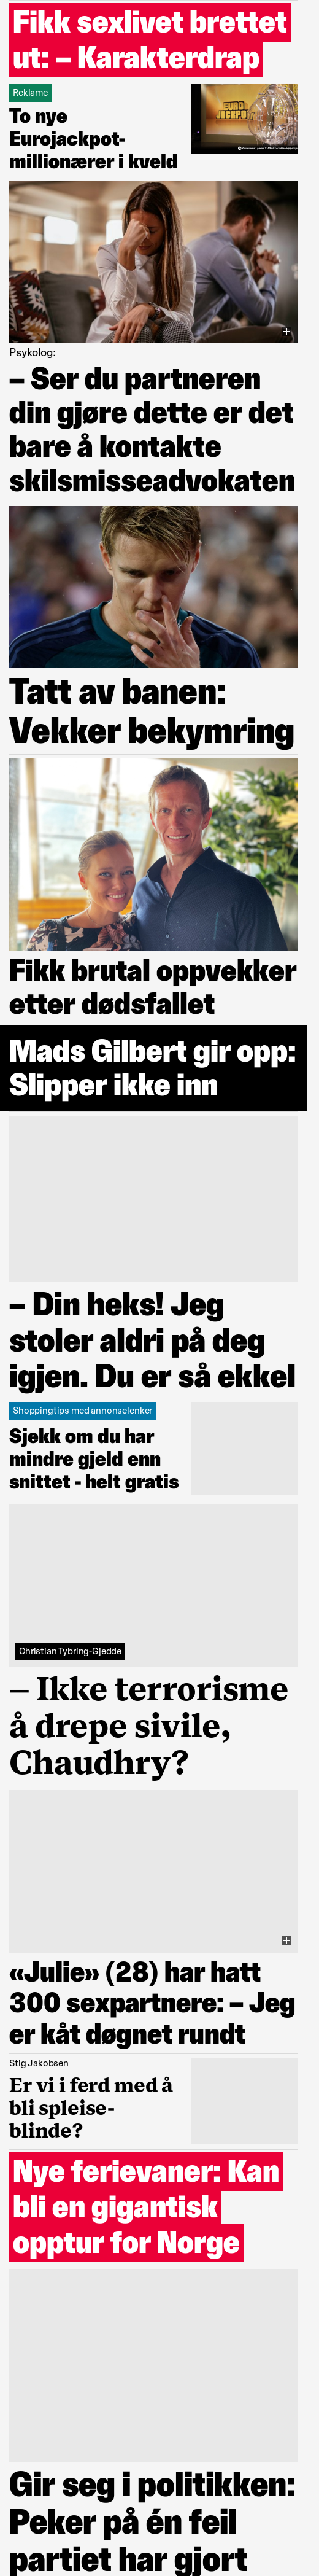 Fikk sexlivet brettet
ut: – Karakterdrap
Reklame
To nye
Eurojackpot-
millionærer i kveld
EURO
JACKPOT
Psykolog:
– Ser du partneren
din gjøre dette er det
bare å kontakte
skilsmisseadvokaten
Tatt av banen:
Vekker bekymring
Fikk brutal oppvekker
etter dødsfallet
Mads Gilbert gir opp:
Slipper ikke inn
– Din heks! Jeg
stoler aldri på deg
igjen. Du er så ekkel
Shoppingtips med annonselenker
Sjekk om du har
mindre gjeld enn
snittet - helt gratis
Christian Tybring-Gjedde
– Ikke terrorisme
å drepe sivile,
Chaudhry?
«Julie» (28) har hatt
300 sexpartnere: – Jeg
er kåt døgnet rundt
Stig Jakobsen
Er vi i ferd med å
bli spleise-
blinde?
Nye ferievaner: Kan
bli en gigantisk
opptur for Norge
Gir seg i politikken:
Peker på én feil
partiet har gjort